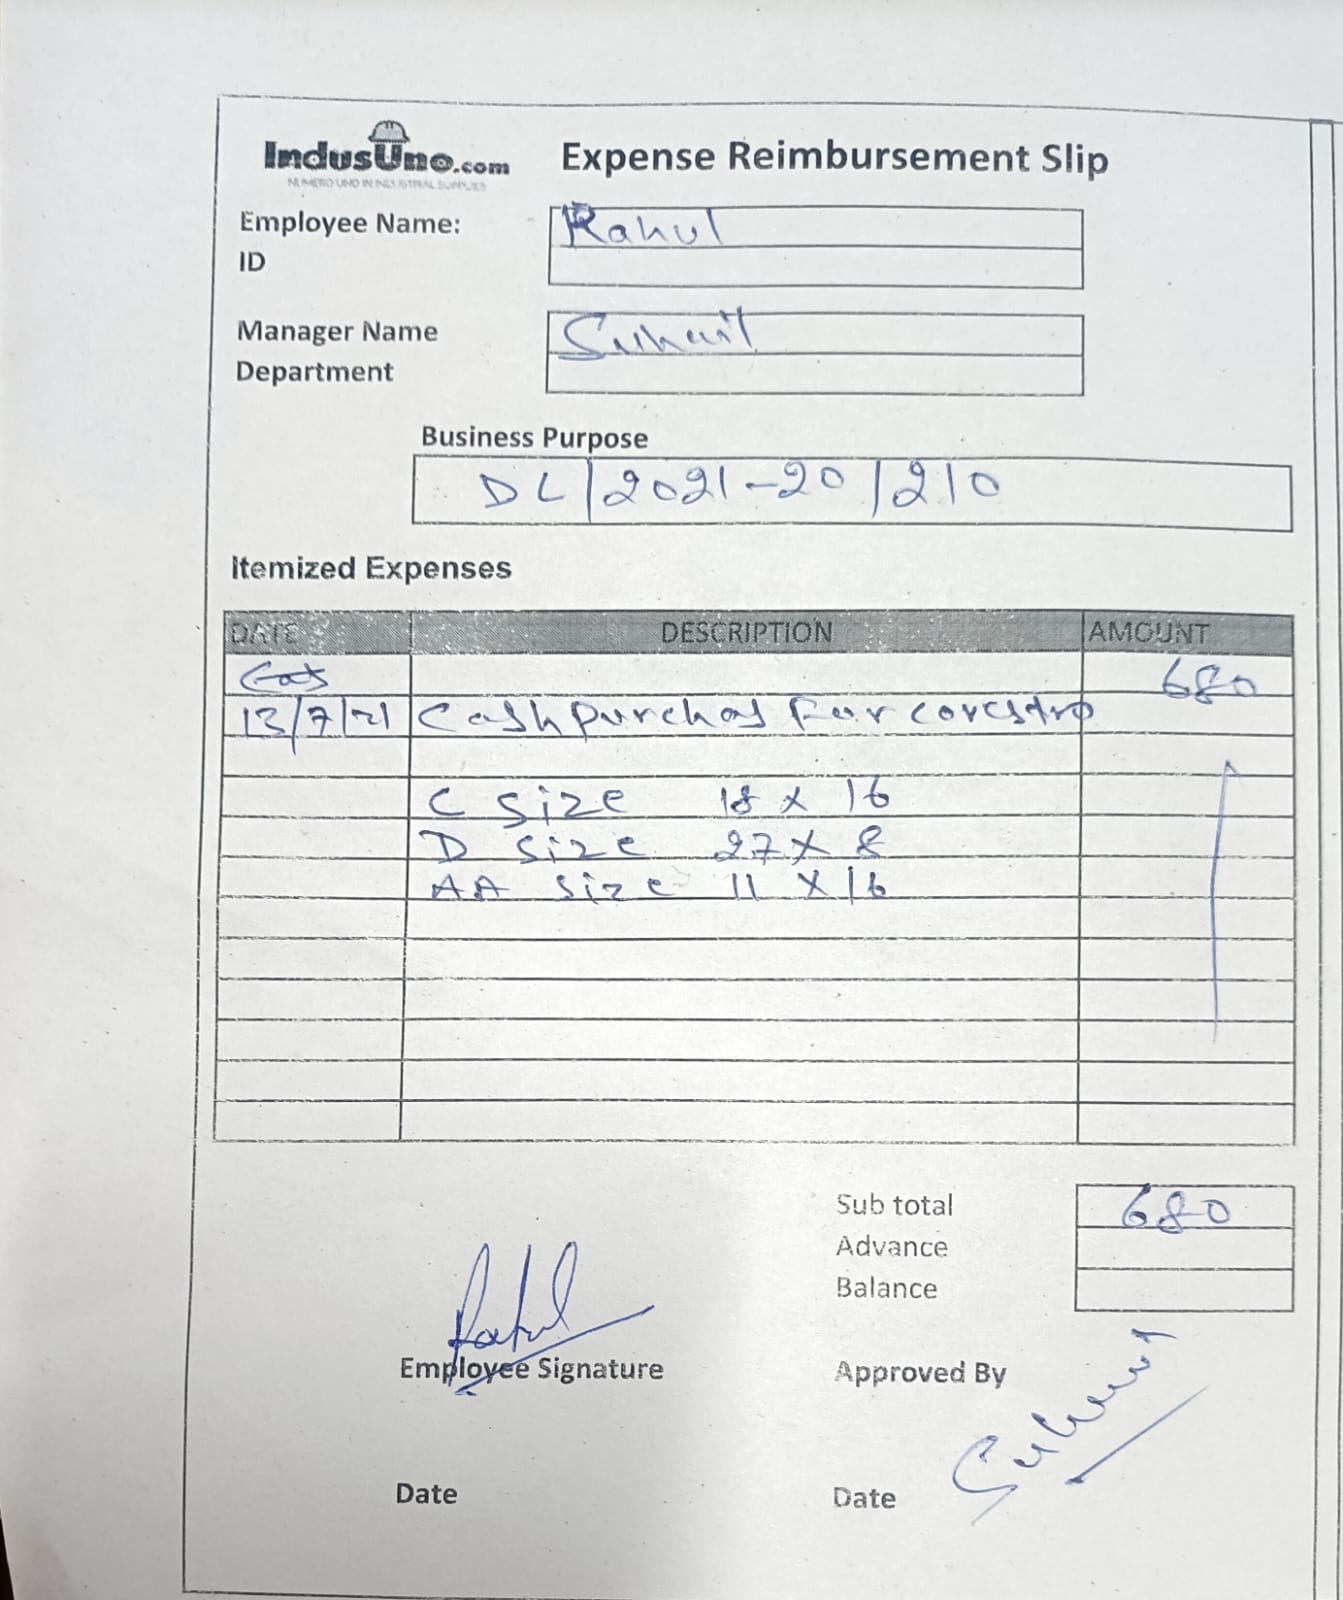 IndusUno.com
NUMERO UNO IN INDUSTRIAL SUPPLIES
Expense Reimbursement Slip
Employee Name: Rahul
ID
Manager Name Suhail
Department
Business Purpose
DL/2021-20/210
Itemized Expenses
DATE DESCRIPTION AMOUNT
680
13/7/21 Cash purchas for covestro
C size 18 x 16
D size 27 x 8
AA size 11 x 16
Sub total 680
Advance
Balance
Rahul
Employee Signature Approved By
Suhail
Date Date